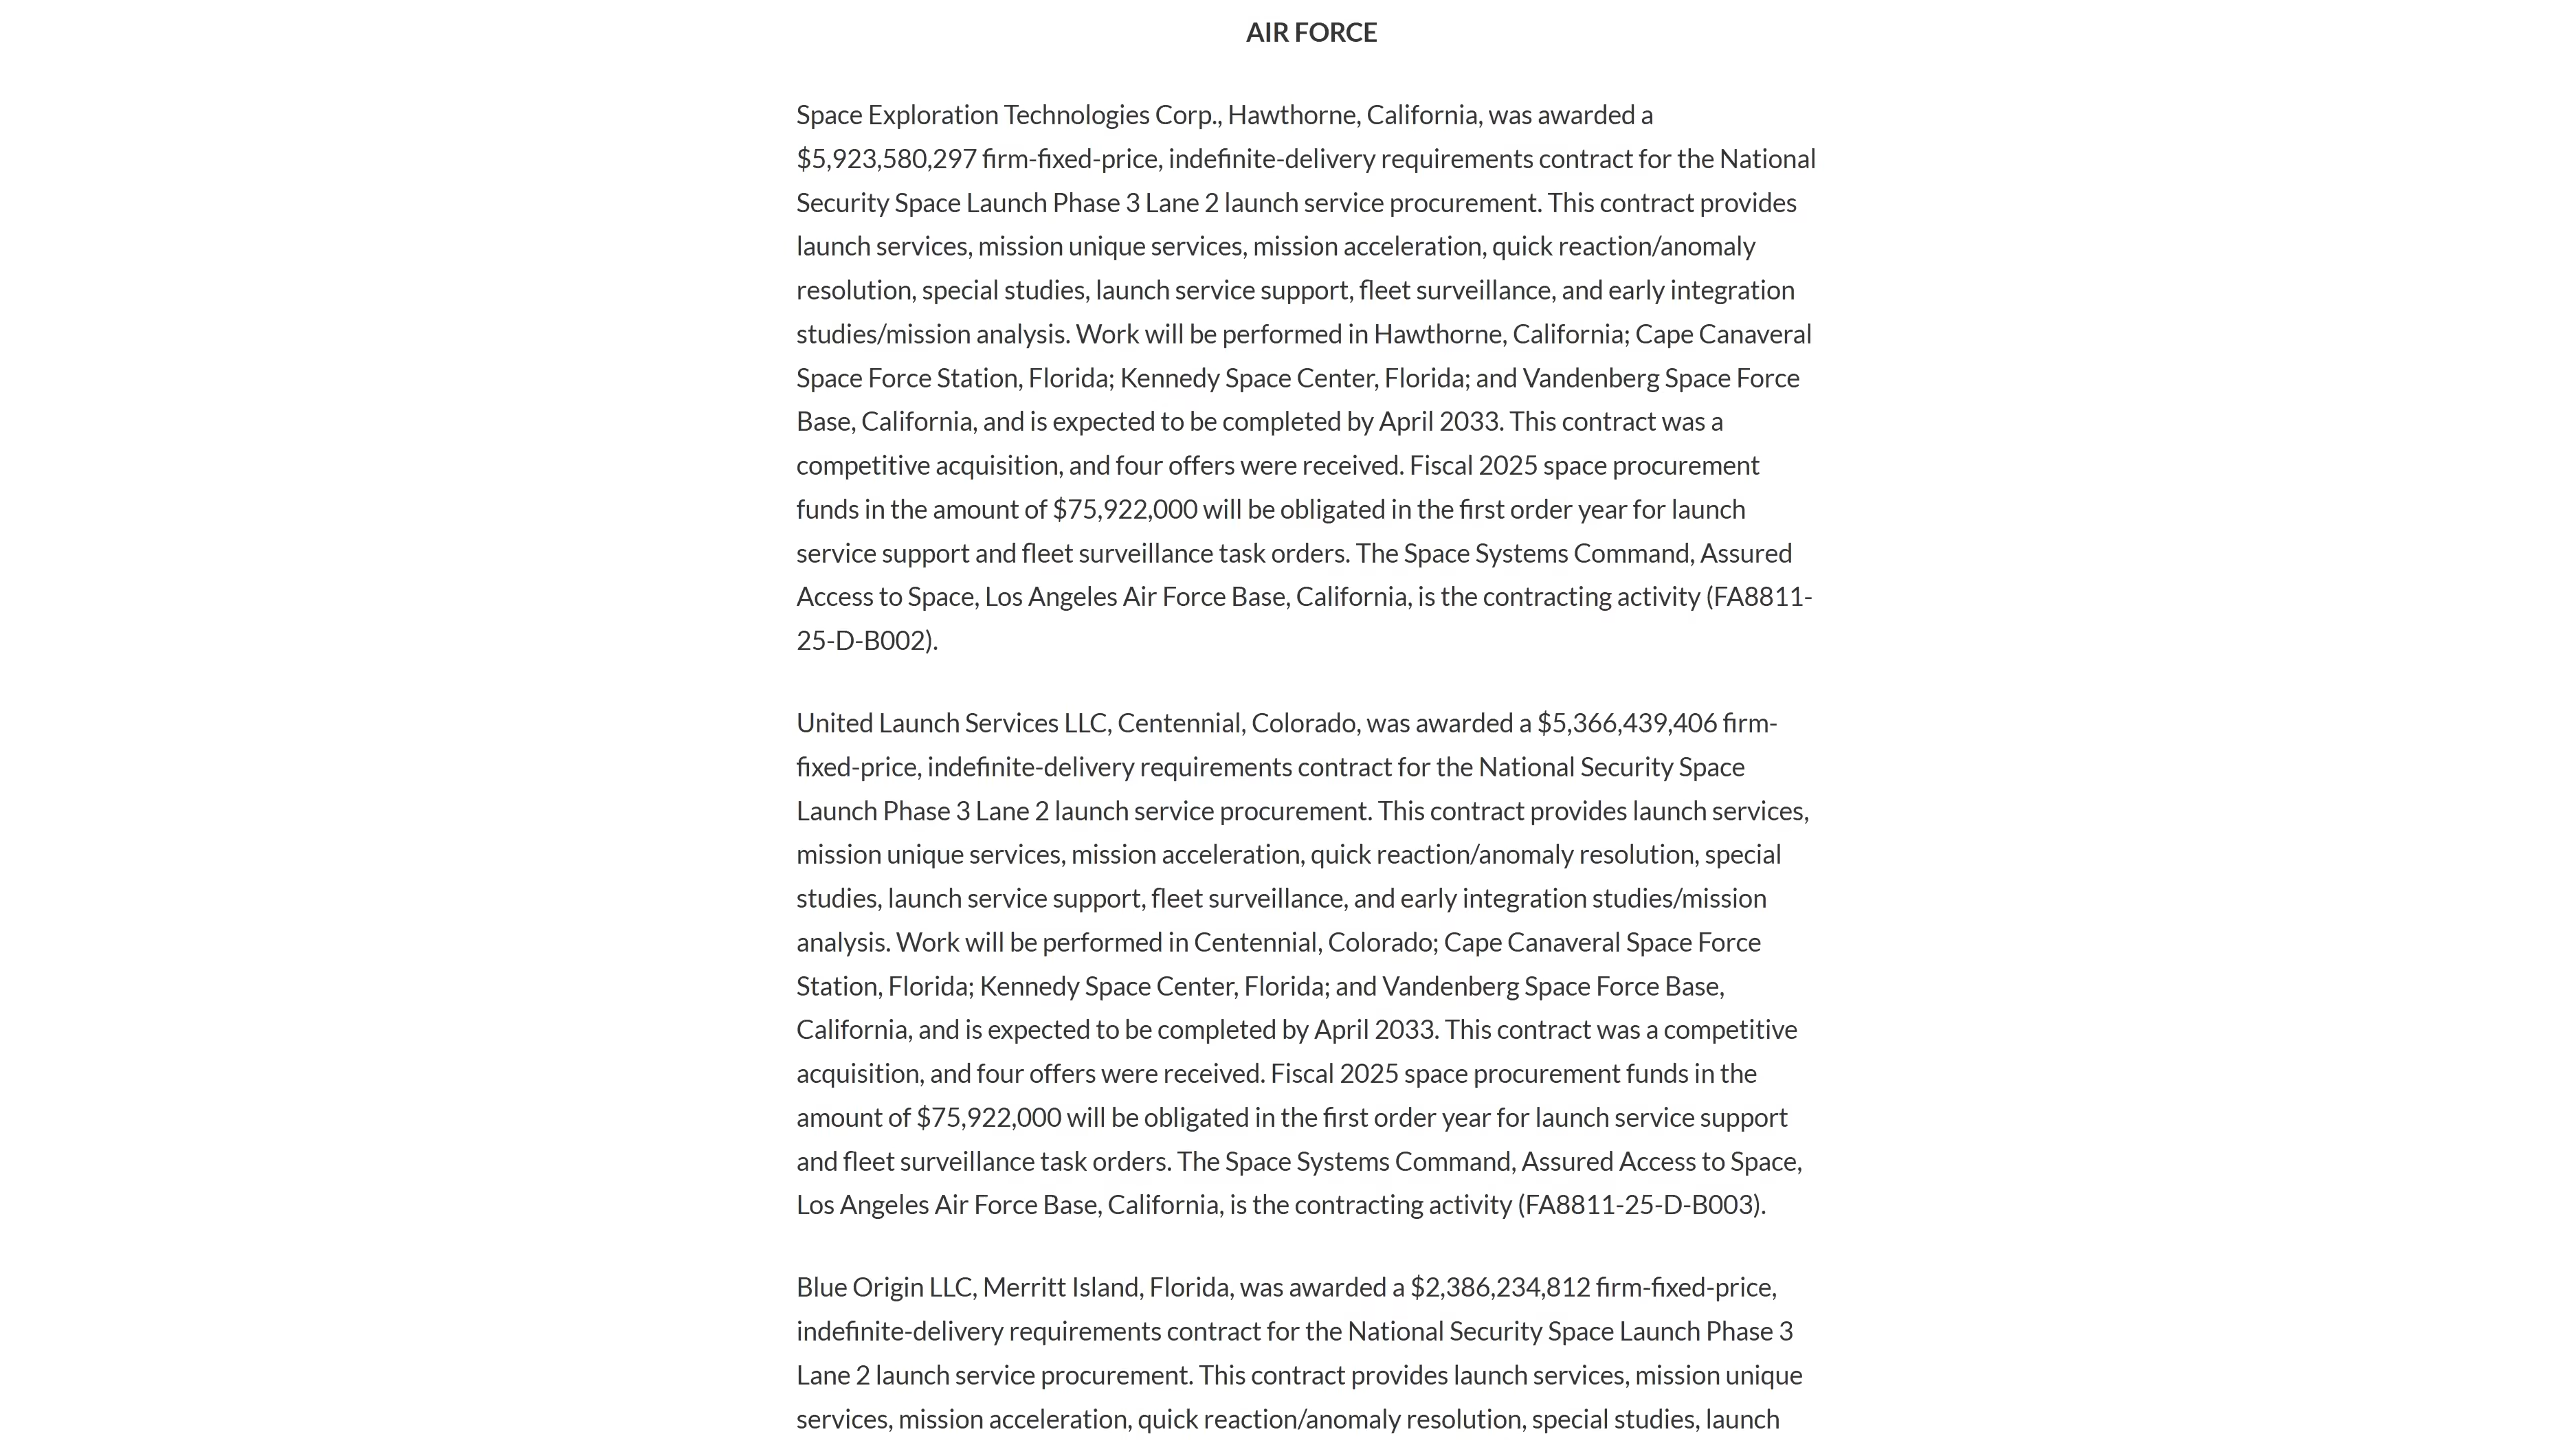 AIR FORCE
Space Exploration Technologies Corp., Hawthorne, California, was awarded a
$5,923,580,297 firm-fixed-price, indefinite-delivery requirements contract for the National
Security Space Launch Phase 3 Lane 2 launch service procurement. This contract provides
launch services, mission unique services, mission acceleration, quick reaction/anomaly
resolution, special studies, launch service support, fleet surveillance, and early integration
studies/mission analysis. Work will be performed in Hawthorne, California; Cape Canaveral
Space Force Station, Florida; Kennedy Space Center, Florida; and Vandenberg Space Force
Base, California, and is expected to be completed by April 2033. This contract was a
competitive acquisition, and four offers were received. Fiscal 2025 space procurement
funds in the amount of $75,922,000 will be obligated in the first order year for launch
service support and fleet surveillance task orders. The Space Systems Command, Assured
Access to Space, Los Angeles Air Force Base, California, is the contracting activity (FA8811-
25-D-B002).
United Launch Services LLC, Centennial, Colorado, was awarded a $5,366,439,406 firm-
fixed-price, indefinite-delivery requirements contract for the National Security Space
Launch Phase 3 Lane 2 launch service procurement. This contract provides launch services,
mission unique services, mission acceleration, quick reaction/anomaly resolution, special
studies, launch service support, fleet surveillance, and early integration studies/mission
analysis. Work will be performed in Centennial, Colorado; Cape Canaveral Space Force
Station, Florida; Kennedy Space Center, Florida; and Vandenberg Space Force Base,
California, and is expected to be completed by April 2033. This contract was a competitive
acquisition, and four offers were received. Fiscal 2025 space procurement funds in the
amount of $75,922,000 will be obligated in the first order year for launch service support
and fleet surveillance task orders. The Space Systems Command, Assured Access to Space,
Los Angeles Air Force Base, California, is the contracting activity (FA8811-25-D-B003).
Blue Origin LLC, Merritt Island, Florida, was awarded a $2,386,234,812 firm-fixed-price,
indefinite-delivery requirements contract for the National Security Space Launch Phase 3
Lane 2 launch service procurement. This contract provides launch services, mission unique
services, mission acceleration, quick reaction/anomaly resolution, special studies, launch